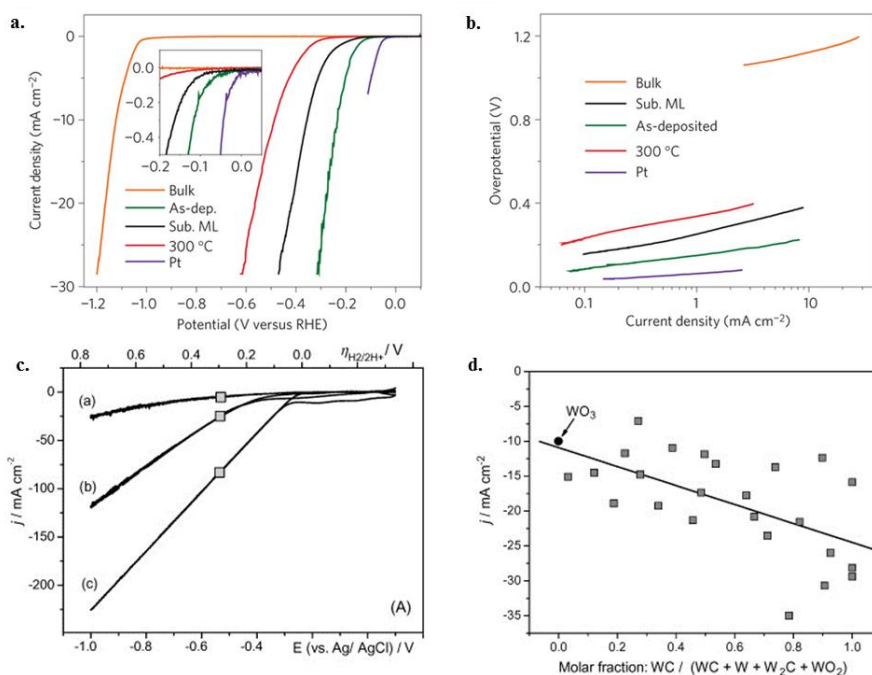 a.
Current density (mA cm⁻²)
0
−10
−20
−30
0.0
−0.2
−0.4
−0.2
−0.1
0.0
Bulk
As-dep.
Sub. ML
300 °C
Pt
−1.2
−1.0
−0.8
−0.6
−0.4
−0.2
0.0
Potential (V versus RHE)
b.
Overpotential (V)
1.2
0.8
0.4
0.0
Bulk
Sub. ML
As-deposited
300 °C
Pt
0.1
1
10
Current density (mA cm⁻²)
c.
0.8
0.6
0.4
0.2
0.0
η H2/2H+ / V
j / mA cm⁻²
0
-25
-50
-75
-100
-125
-150
-175
-200
(a)
(b)
(c)
(A)
-1.0
-0.8
-0.6
-0.4
E (vs. Ag/ AgCl) / V
d.
j / mA cm⁻²
-5
-10
-15
-20
-25
-30
-35
WO₃
0.0
0.2
0.4
0.6
0.8
1.0
Molar fraction: WC / (WC + W + W₂C + WO₂)